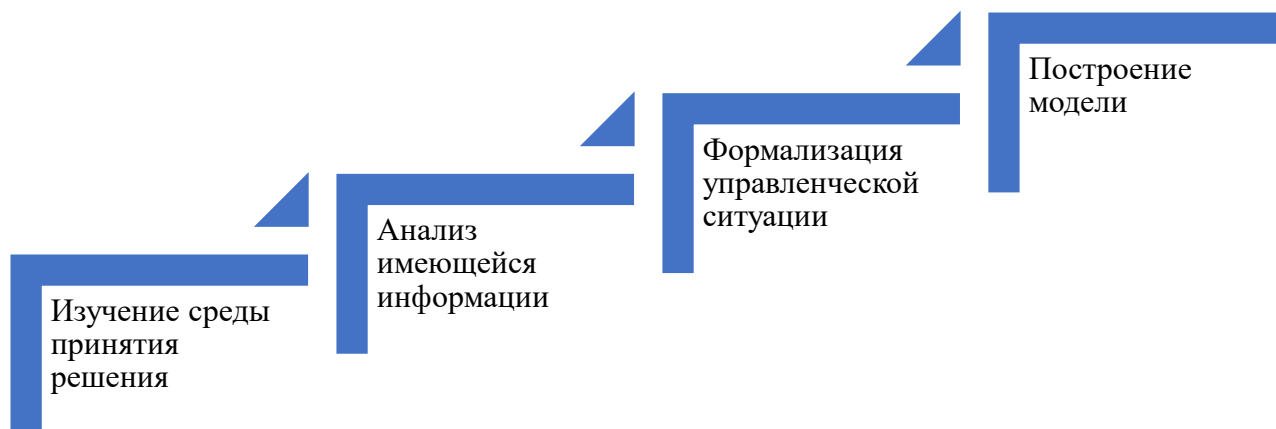 Изучение среды
принятия
решения
Анализ
имеющейся
информации
Формализация
управленческой
ситуации
Построение
модели